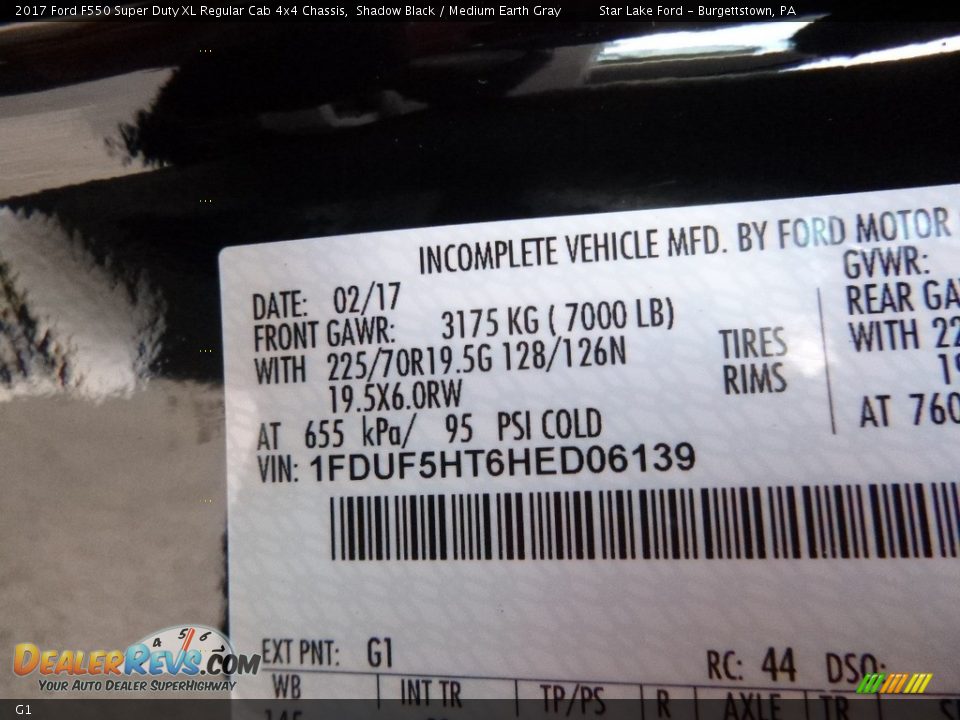 2017 Ford F550 Super Duty XL Regular Cab 4x4 Chassis, Shadow Black / Medium Earth Gray Star Lake Ford - Burgettstown, PA
INCOMPLETE VEHICLE MFD. BY FORD MOTOR
DATE: 02/17 GVWR:
FRONT GAWR: 3175 KG ( 7000 LB) REAR GA
WITH 225/70R19.5G 128/126N TIRES WITH 22
19.5X6.0RW RIMS 19
AT 655 kPa/ 95 PSI COLD AT 760
VIN: 1FDUF5HT6HED06139
EXT PNT: G1 RC: 44 DSO:
WB INT TR TP/PS R AXLE TR
4 5 6
DEALERREVS.COM
YOUR AUTO DEALER SUPERHIGHWAY
G1